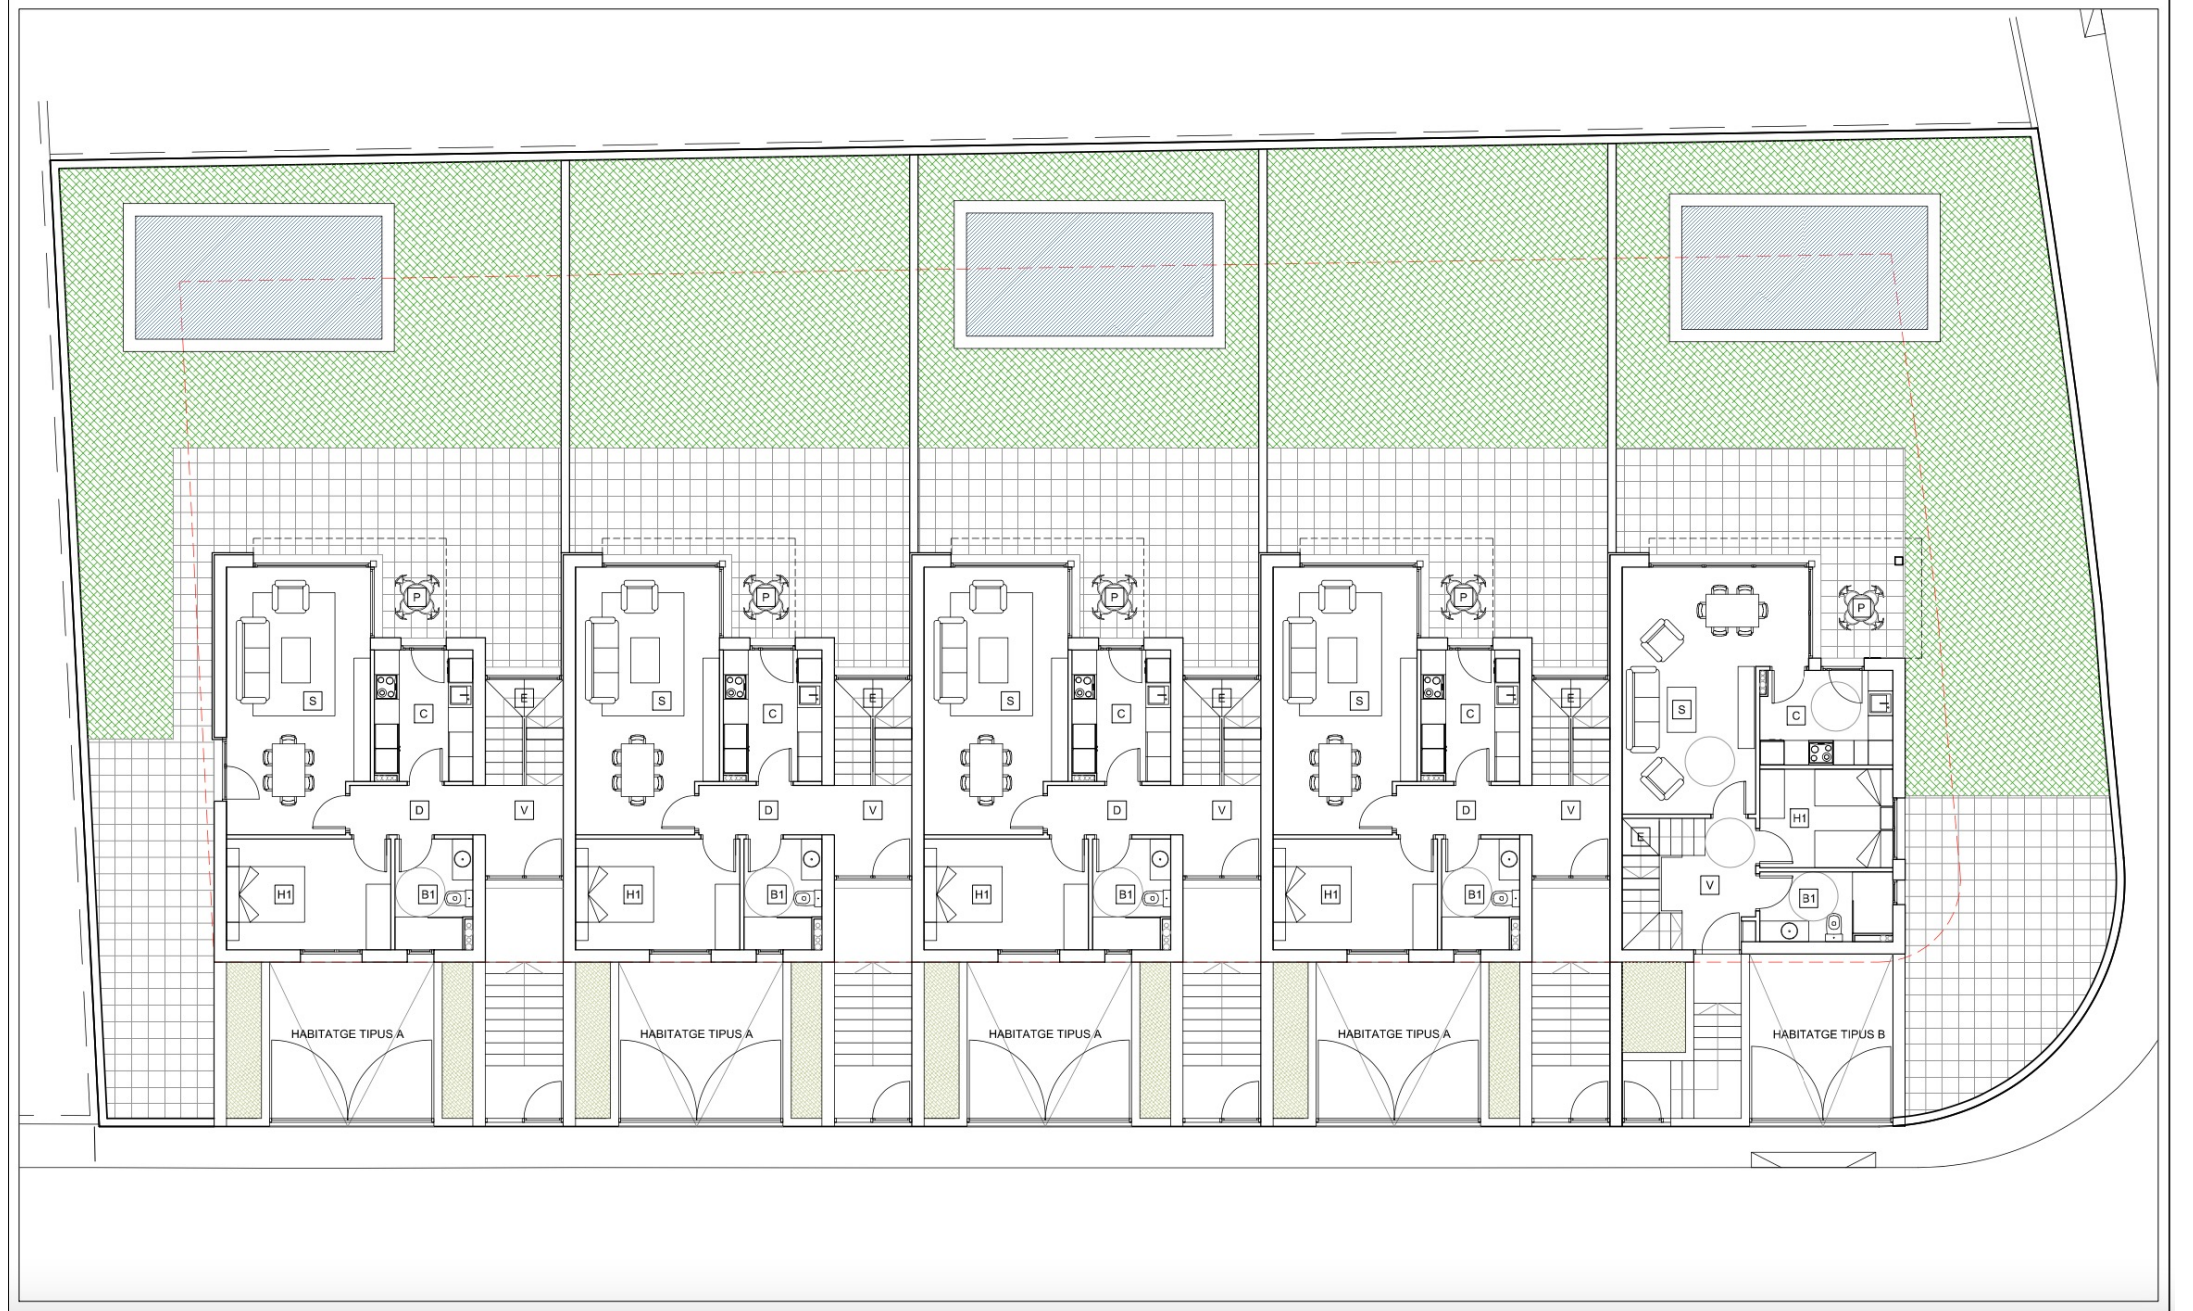 P P P P P
S E S E S E S E S
C C C C C
D V D V D V D V H1
E
V
H1 B1 H1 B1 H1 B1 H1 B1 B1
HABITATGE TIPUS A HABITATGE TIPUS A HABITATGE TIPUS A HABITATGE TIPUS A HABITATGE TIPUS B